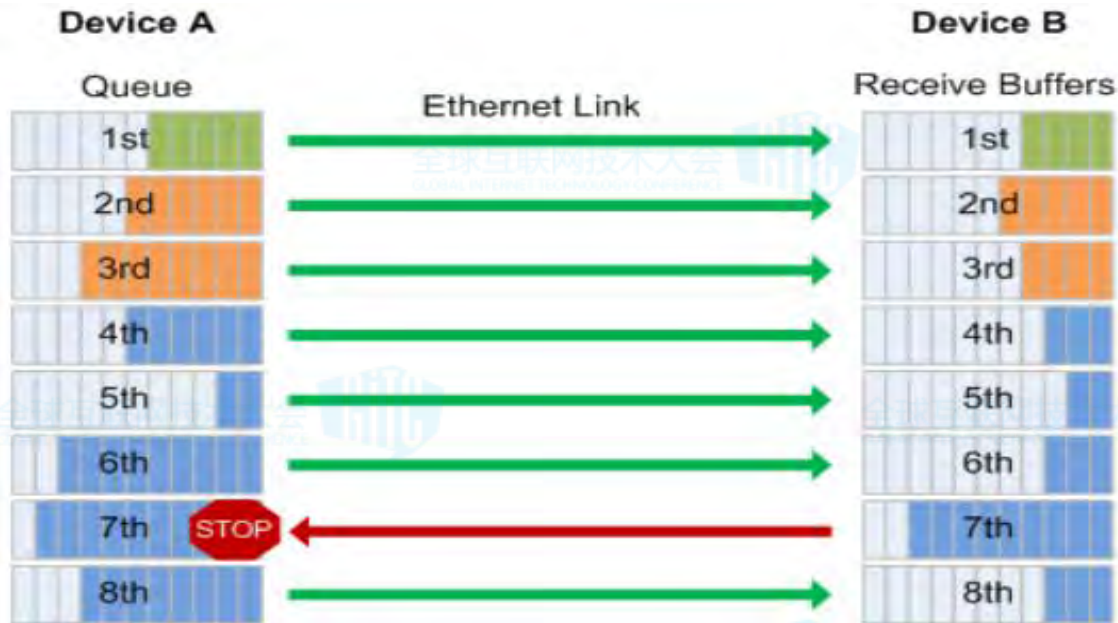 Device A
Device B
Queue
Receive Buffers
Ethernet Link
1st
1st
全球互联网技术大会
GLOBAL INTERNET TECHNOLOGY CONFERENCE
2nd
2nd
3rd
3rd
4th
4th
5th
5th
6th
6th
7th
STOP
7th
8th
8th